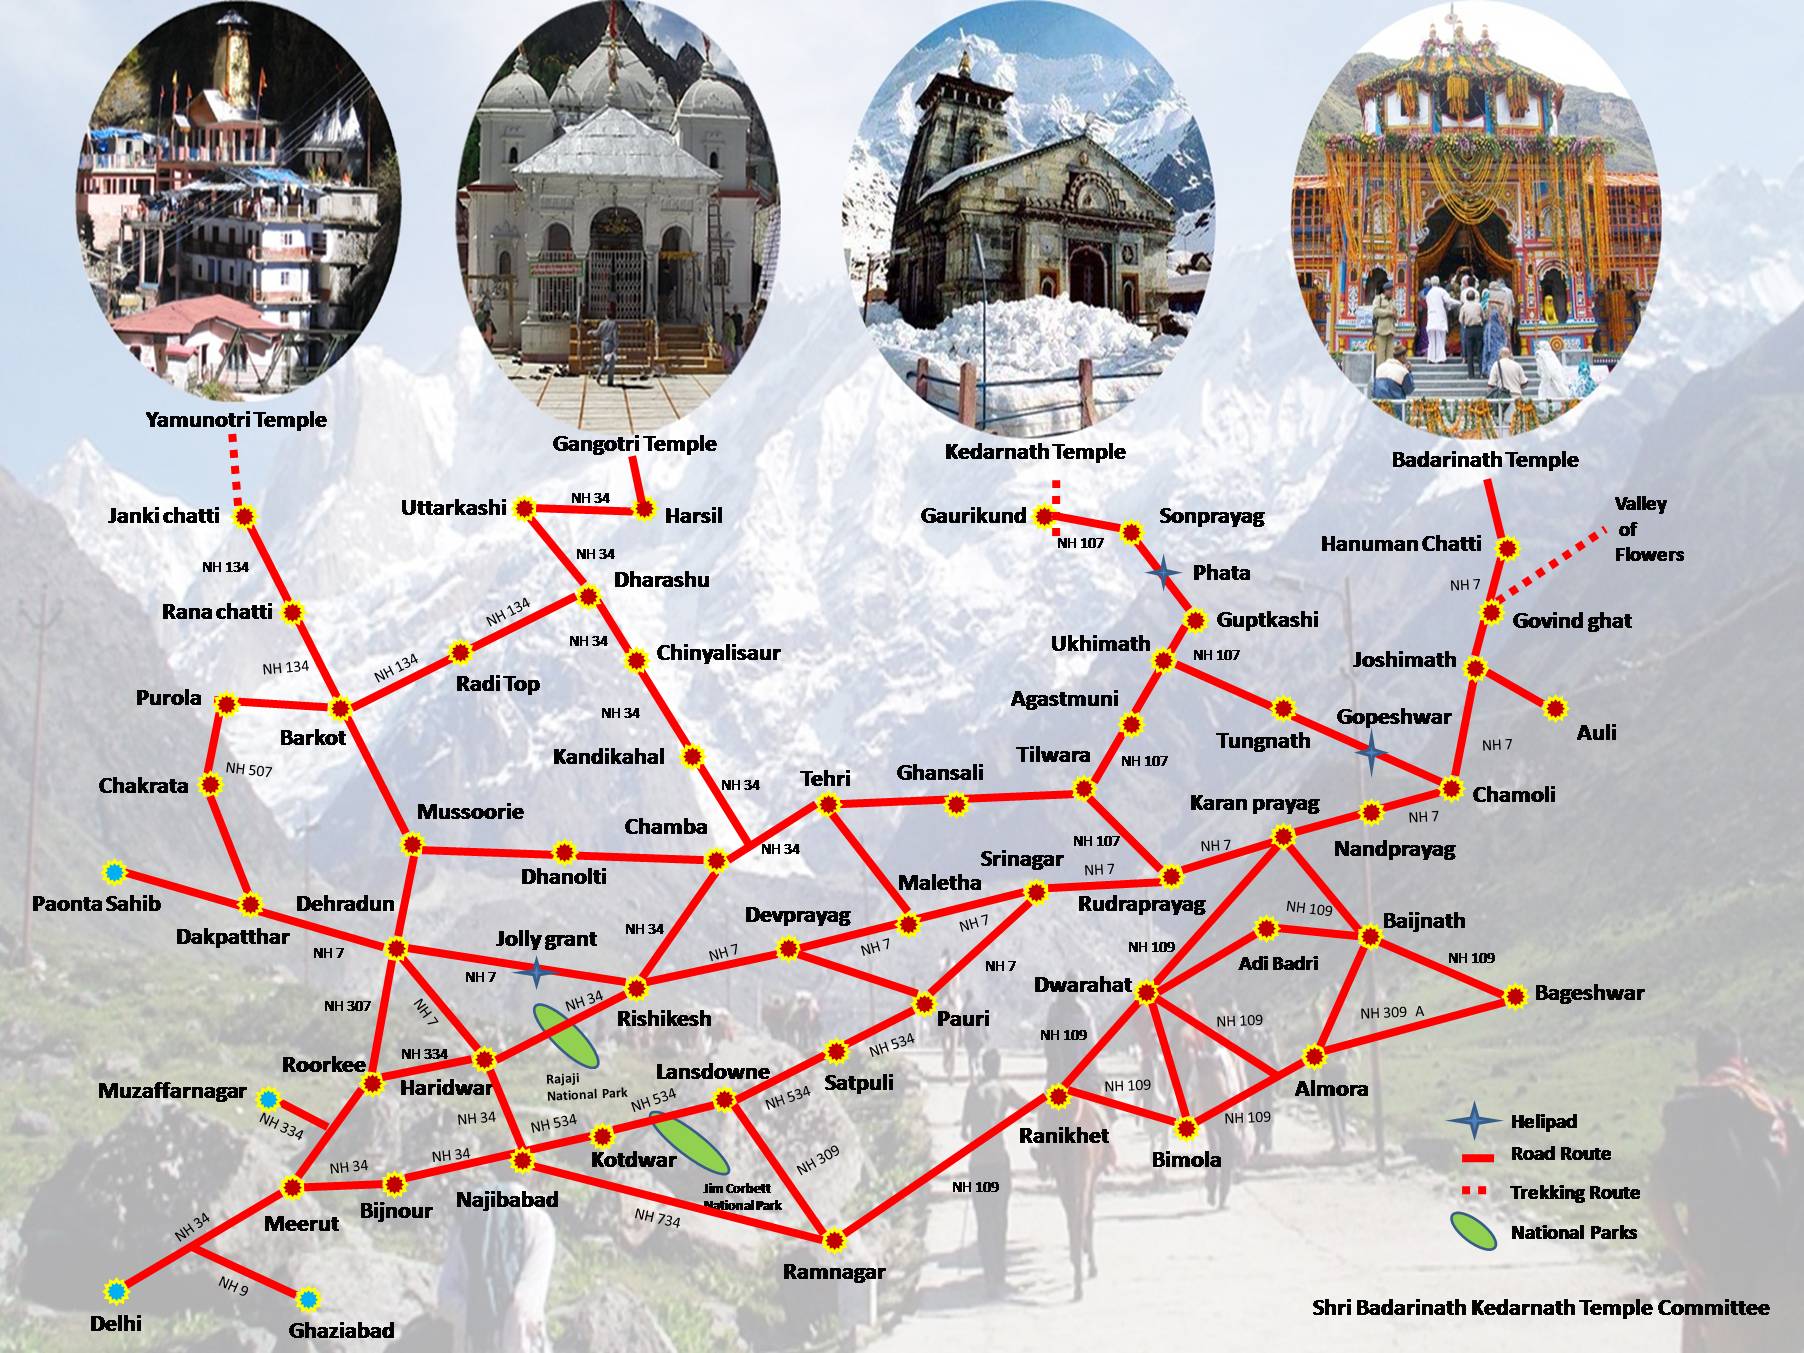 Yamunotri Temple
Gangotri Temple
Kedarnath Temple
Badarinath Temple
Janki chatti
Uttarkashi
NH 34
Harsil
Gaurikund
Sonprayag
NH 107
Hanuman Chatti
Valley
of
Flowers
NH 134
NH 34
Dharashu
Phata
NH 7
Rana chatti
NH 134
NH 34
Chinyalisaur
Guptkashi
Ukhimath
NH 107
Govind ghat
Joshimath
NH 134
NH 134
Radi Top
Purola
Barkot
NH 34
Agastmuni
Tungnath
Gopeshwar
Auli
Chakrata
NH 507
Kandikahal
NH 34
Tehri
Ghansali
Tilwara
NH 107
NH 7
Chamoli
Mussoorie
Chamba
NH 34
Karan prayag
NH 7
Nandprayag
Dhanolti
Srinagar
NH 107
NH 7
NH 7
Paonta Sahib
Dakpatthar
Dehradun
Maletha
Rudraprayag
Devprayag
NH 34
NH 7
NH 7
NH 7
NH 109
Baijnath
Adi Badri
NH 109
NH 109
NH 7
Jolly grant
NH 7
NH 7
Dwarahat
Bageshwar
NH 307
NH 7
NH 34
Rishikesh
Pauri
NH 109
NH 109
NH 309 A
Roorkee
NH 334
Haridwar
Rajaji
National Park
Lansdowne
NH 534
Satpuli
Almora
Muzaffarnagar
NH 334
NH 34
NH 534
NH 534
NH 534
NH 109
NH 109
Helipad
Ranikhet
Bimola
Road Route
NH 34
NH 34
Kotdwar
NH 309
Bijnour
Najibabad
Jim Corbett
National Park
NH 109
Trekking Route
Meerut
NH 34
NH 734
National Parks
NH 9
Ramnagar
Delhi
Ghaziabad
Shri Badarinath Kedarnath Temple Committee